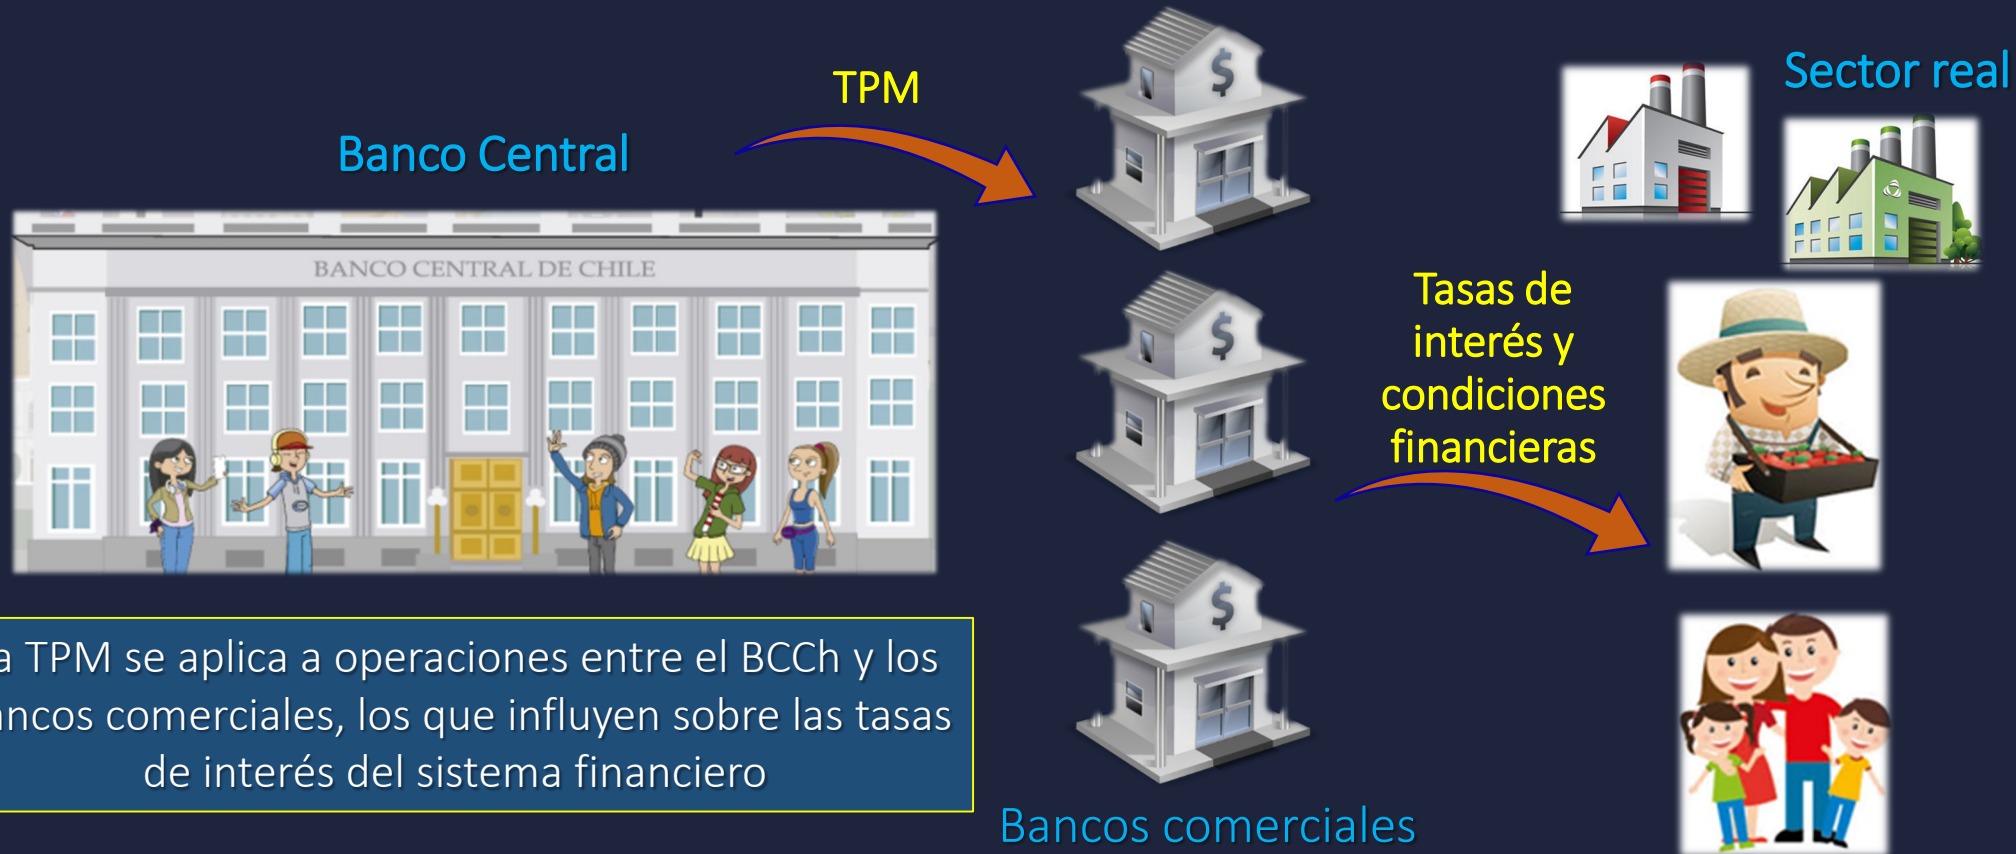 TPM
Banco Central
BANCO CENTRAL DE CHILE
a TPM se aplica a operaciones entre el BCCh y los
ancos comerciales, los que influyen sobre las tasas
de interés del sistema financiero
$
$
$
Bancos comerciales
Tasas de
interés y
condiciones
financieras
Sector real